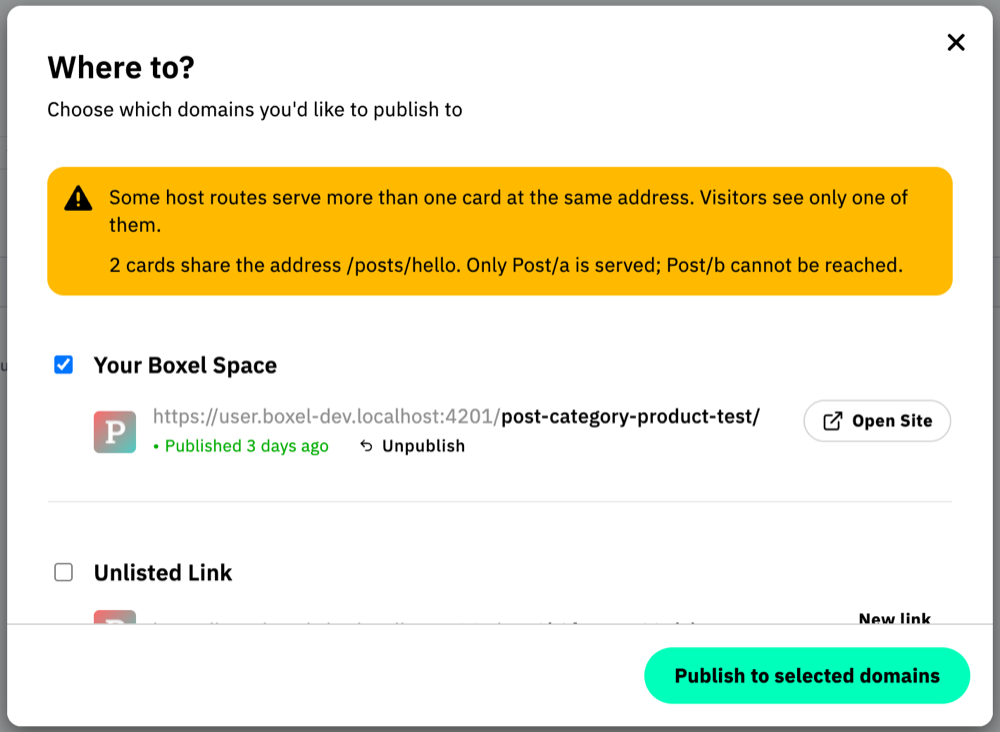 Where to?
Choose which domains you'd like to publish to
Some host routes serve more than one card at the same address. Visitors see only one of
them.
2 cards share the address /posts/hello. Only Post/a is served; Post/b cannot be reached.
Your Boxel Space
P
https://user.boxel-dev.localhost:4201/post-category-product-test/
Open Site
• Published 3 days ago
Unpublish
Unlisted Link
New link
Publish to selected domains